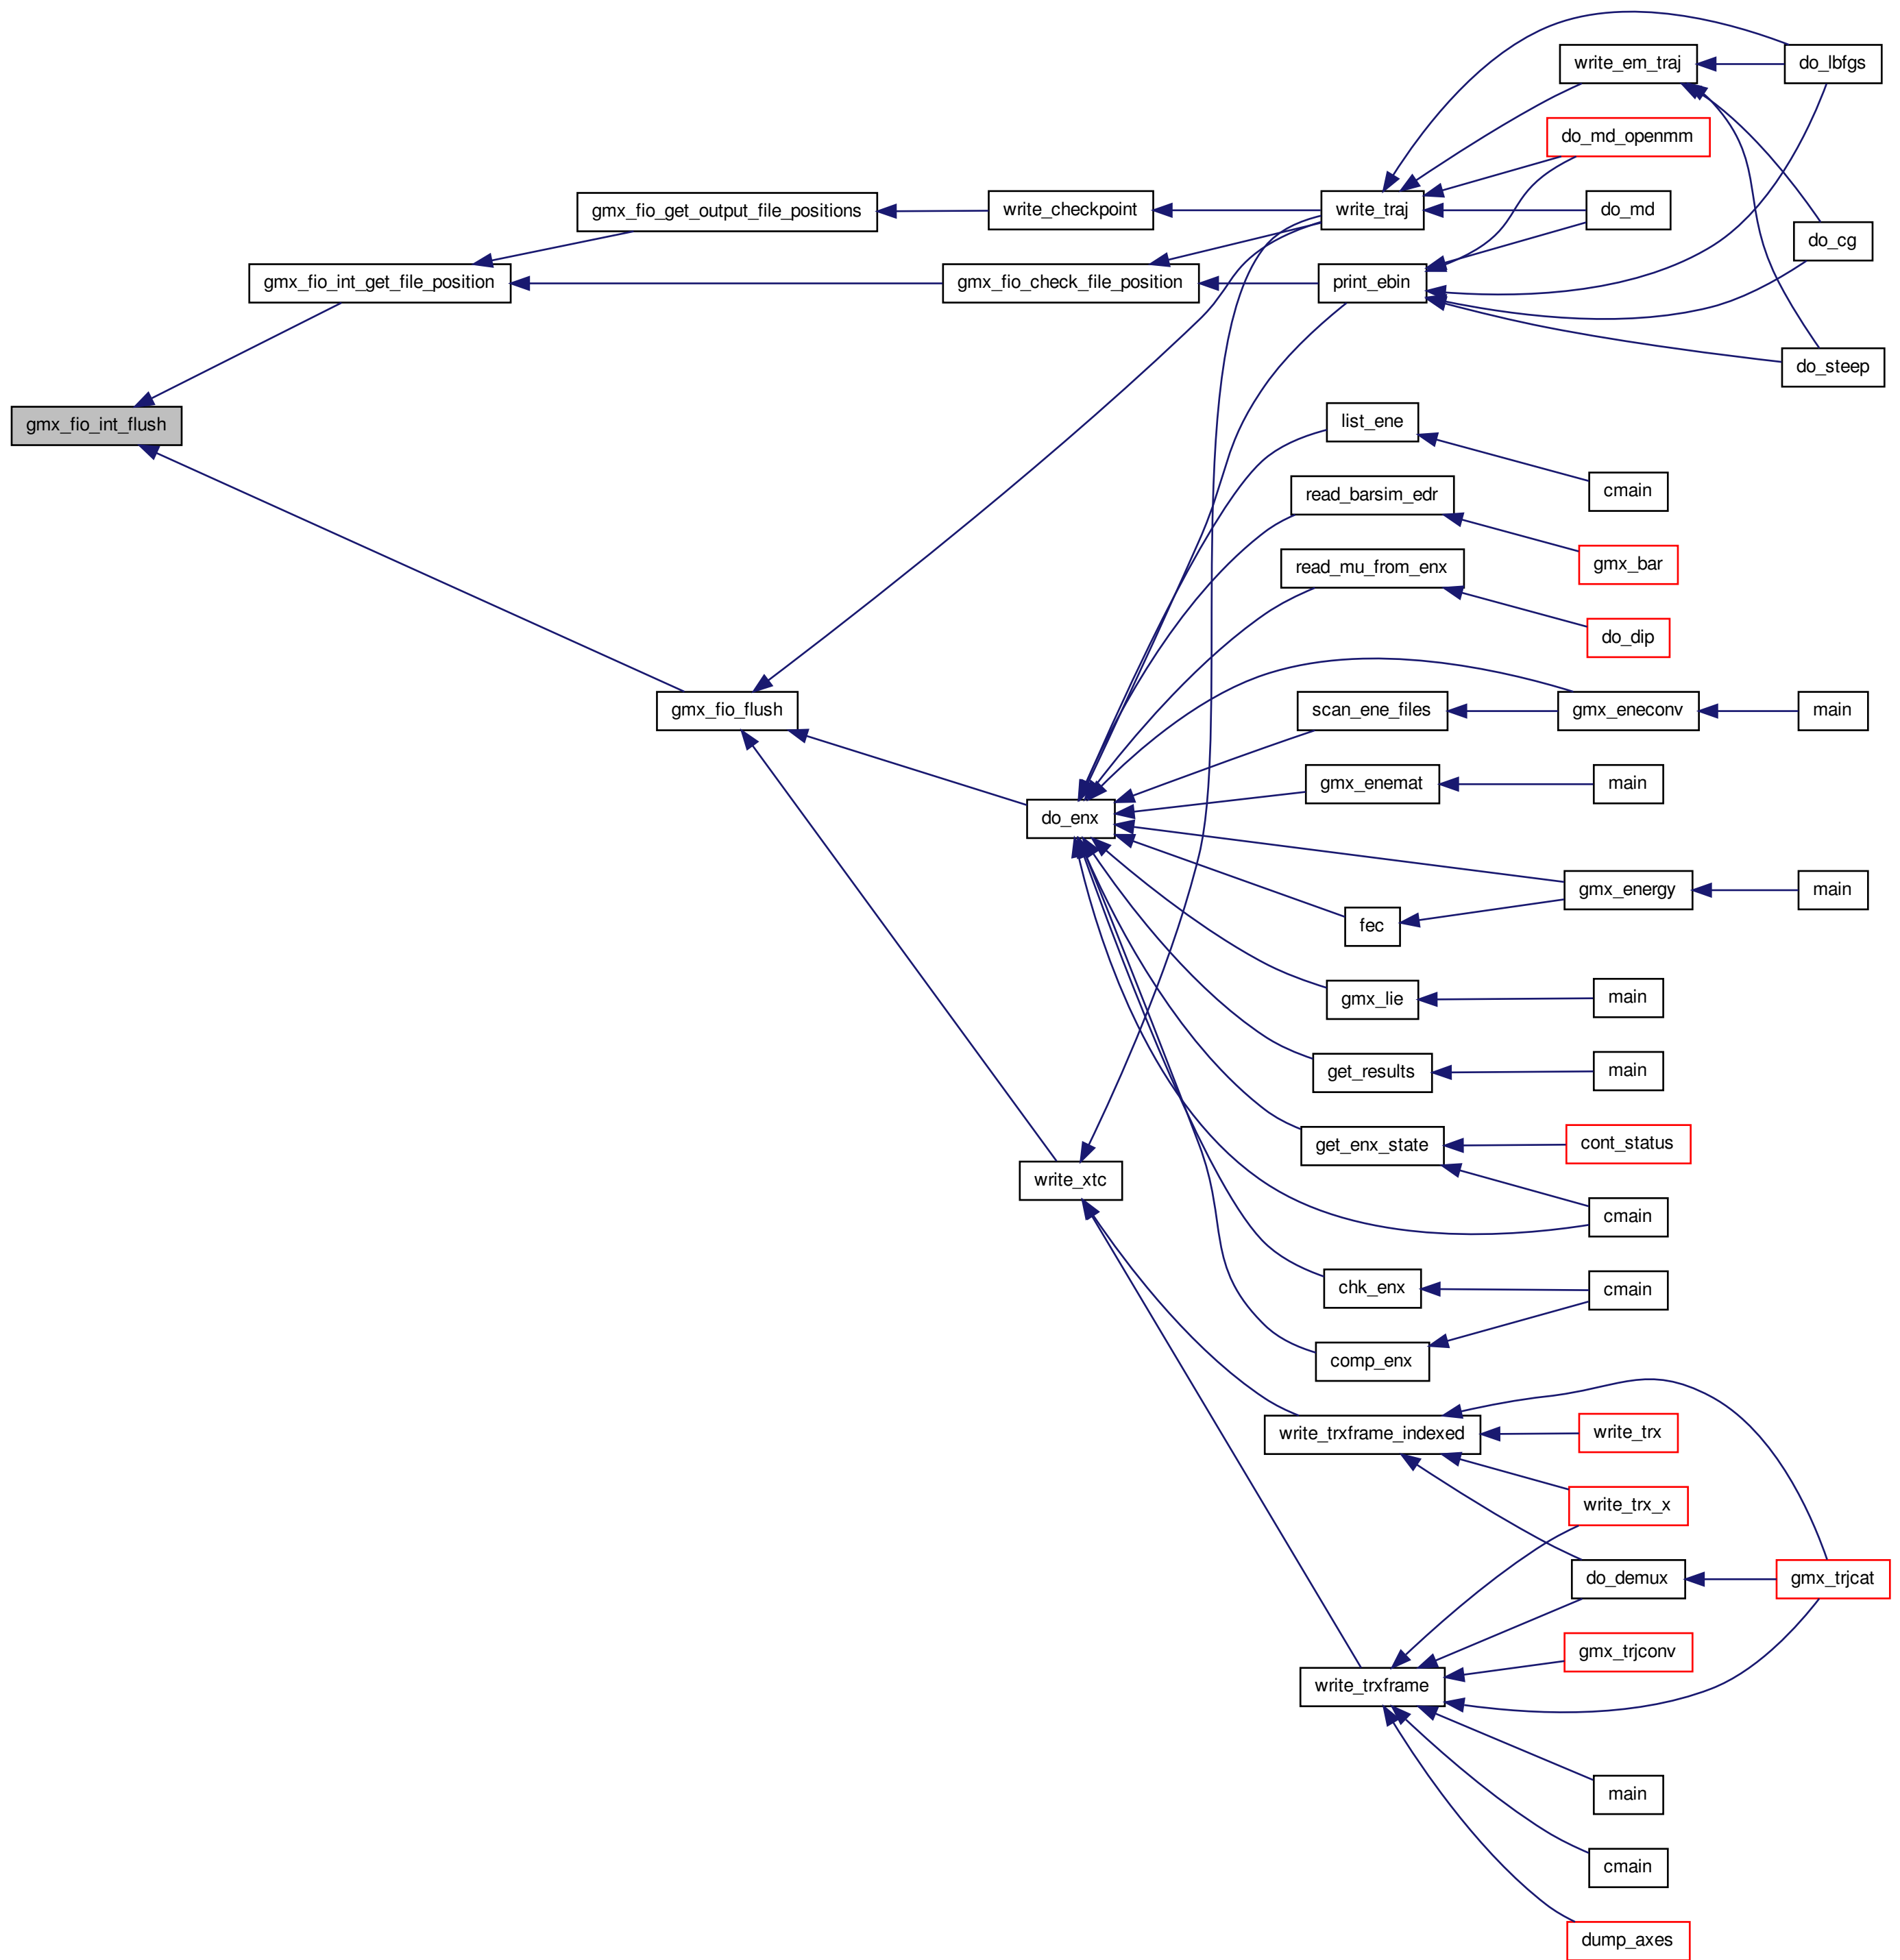 write_em_traj
do_lbfgs
do_md_openmm
gmx_fio_get_output_file_positions
write_checkpoint
write_traj
do_md
do_cg
gmx_fio_int_get_file_position
gmx_fio_check_file_position
print_ebin
do_steep
gmx_fio_int_flush
list_ene
cmain
read_barsim_edr
gmx_bar
read_mu_from_enx
do_dip
gmx_fio_flush
scan_ene_files
gmx_eneconv
main
gmx_enemat
main
do_enx
gmx_energy
main
fec
gmx_lie
main
get_results
main
get_enx_state
cont_status
write_xtc
cmain
chk_enx
cmain
comp_enx
write_trxframe_indexed
write_trx
write_trx_x
do_demux
gmx_trjcat
gmx_trjconv
write_trxframe
main
cmain
dump_axes